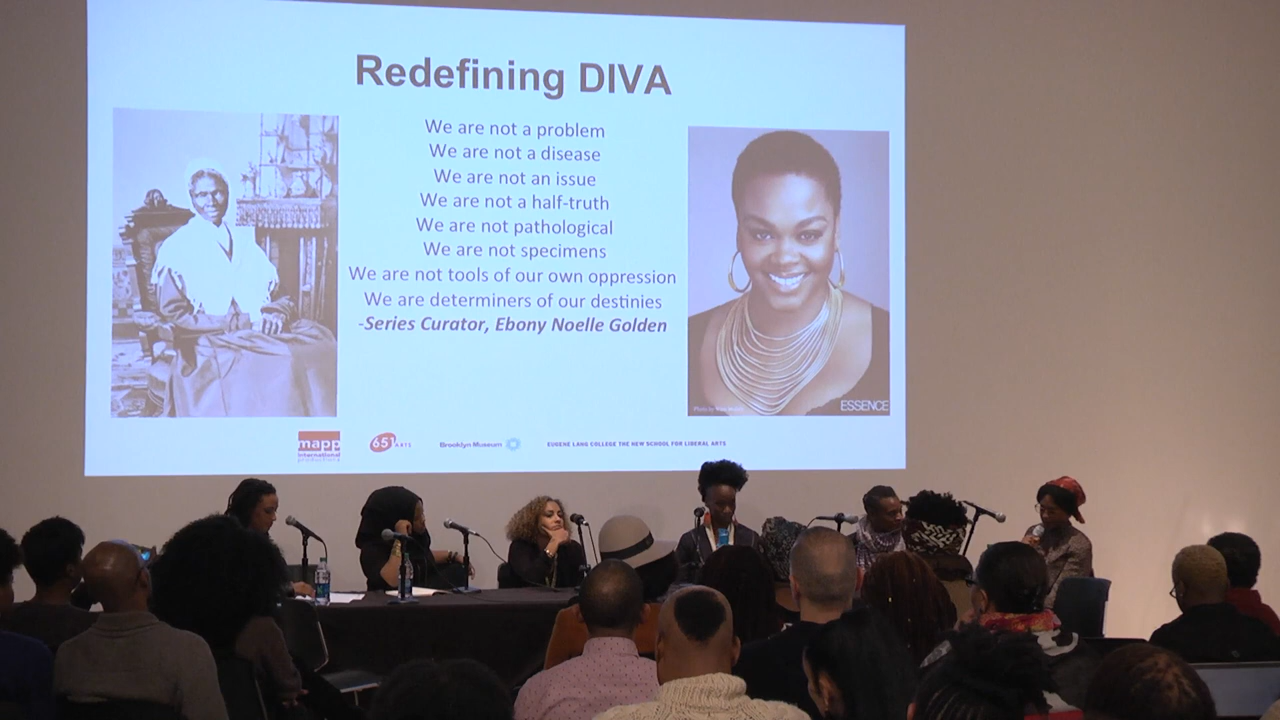 Redefining DIVA
We are not a problem
We are not a disease
We are not an issue
We are not a half-truth
We are not pathological
We are not specimens
We are not tools of our own oppression
We are determiners of our destinies
-Series Curator, Ebony Noelle Golden
ESSENCE
mapp
international
productions
651 ARTS
Brooklyn Museum
EUGENE LANG COLLEGE THE NEW SCHOOL FOR LIBERAL ARTS